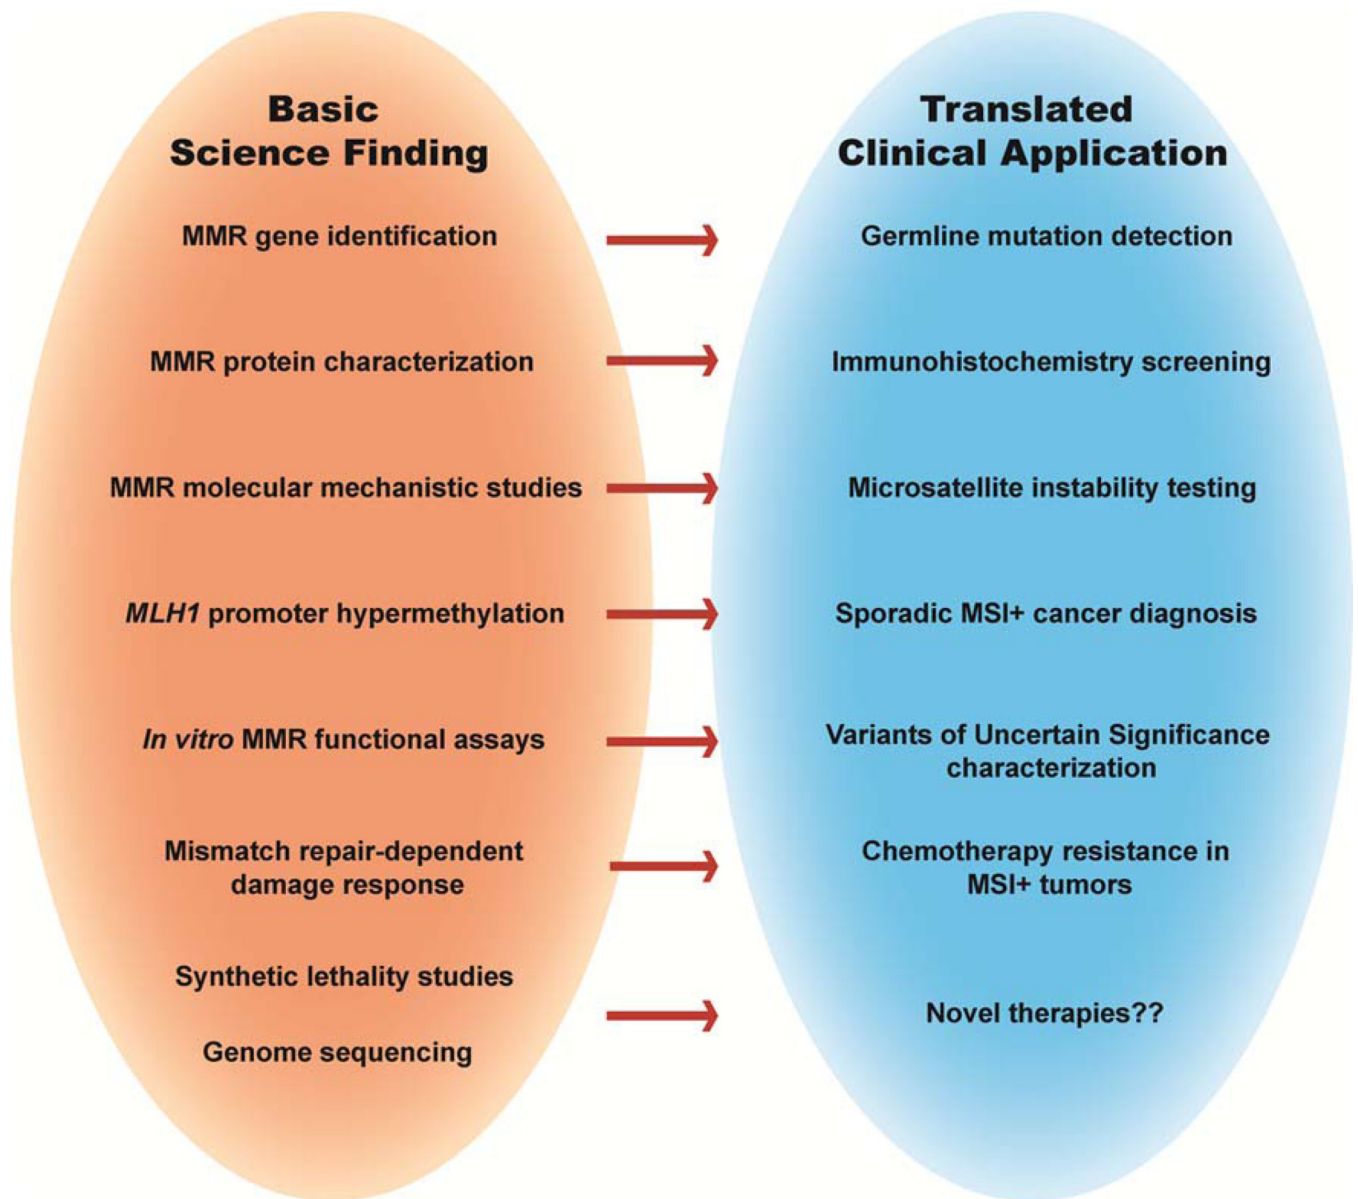 Basic
Science Finding
Translated
Clinical Application
MMR gene identification
Germline mutation detection
MMR protein characterization
Immunohistochemistry screening
MMR molecular mechanistic studies
Microsatellite instability testing
MLH1 promoter hypermethylation
Sporadic MSI+ cancer diagnosis
In vitro MMR functional assays
Variants of Uncertain Significance
characterization
Mismatch repair-dependent
damage response
Chemotherapy resistance in
MSI+ tumors
Synthetic lethality studies
Genome sequencing
Novel therapies??